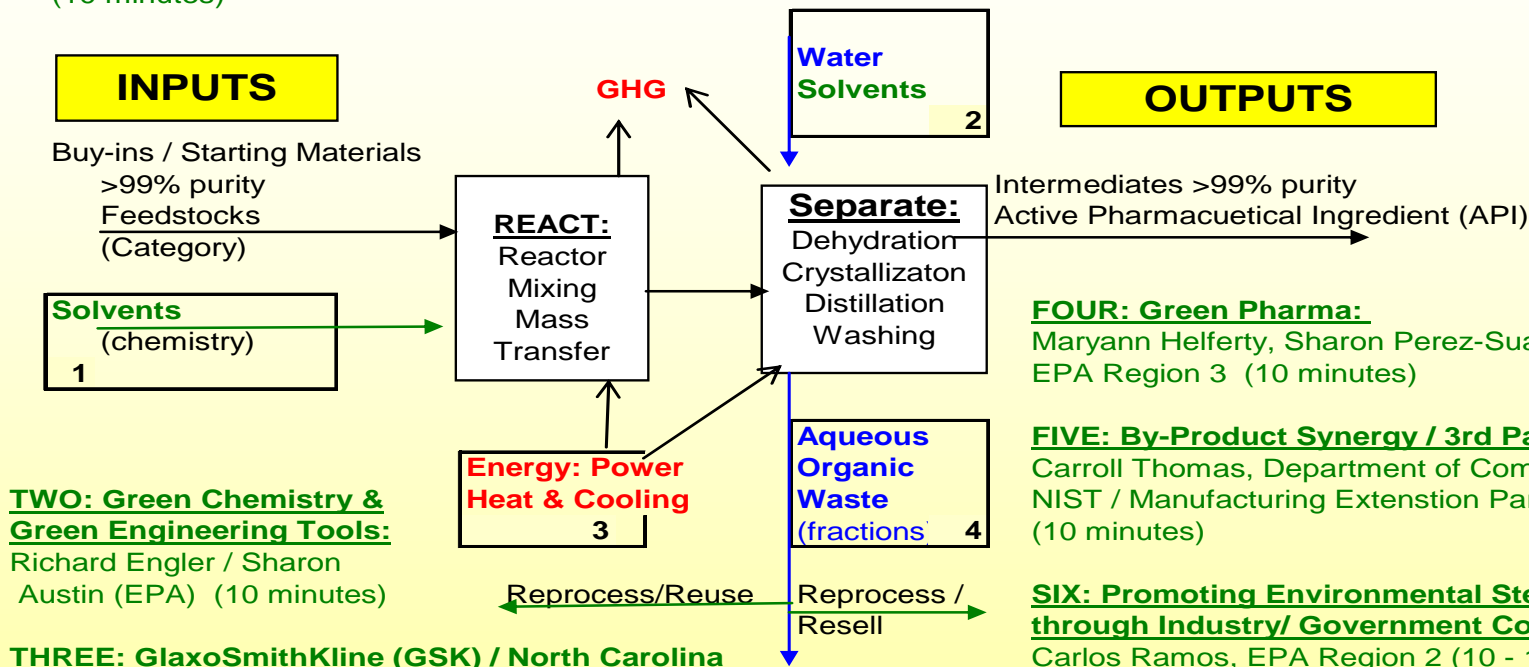 (10 minutes)
INPUTS
Buy-ins / Starting Materials
>99% purity
Feedstocks
(Category)
Solvents
(chemistry)
1
GHG
REACT:
Reactor
Mixing
Mass
Transfer
Energy: Power
Heat & Cooling
3
Water
Solvents
2
Separate:
Dehydration
Crystallizaton
Distillation
Washing
Aqueous
Organic
Waste
(fractions
4
Reprocess/Reuse
Reprocess /
Resell
OUTPUTS
Intermediates >99% purity
Active Pharmacuetical Ingredient (API)
TWO: Green Chemistry &
Green Engineering Tools:
Richard Engler / Sharon
Austin (EPA) (10 minutes)
THREE: GlaxoSmithKline (GSK) / North Carolina
FOUR: Green Pharma:
Maryann Helferty, Sharon Perez-Sua
EPA Region 3 (10 minutes)
FIVE: By-Product Synergy / 3rd Pa
Carroll Thomas, Department of Com
NIST / Manufacturing Extenstion Par
(10 minutes)
SIX: Promoting Environmental Ste
through Industry/ Government Co
Carlos Ramos, EPA Region 2 (10 - 1